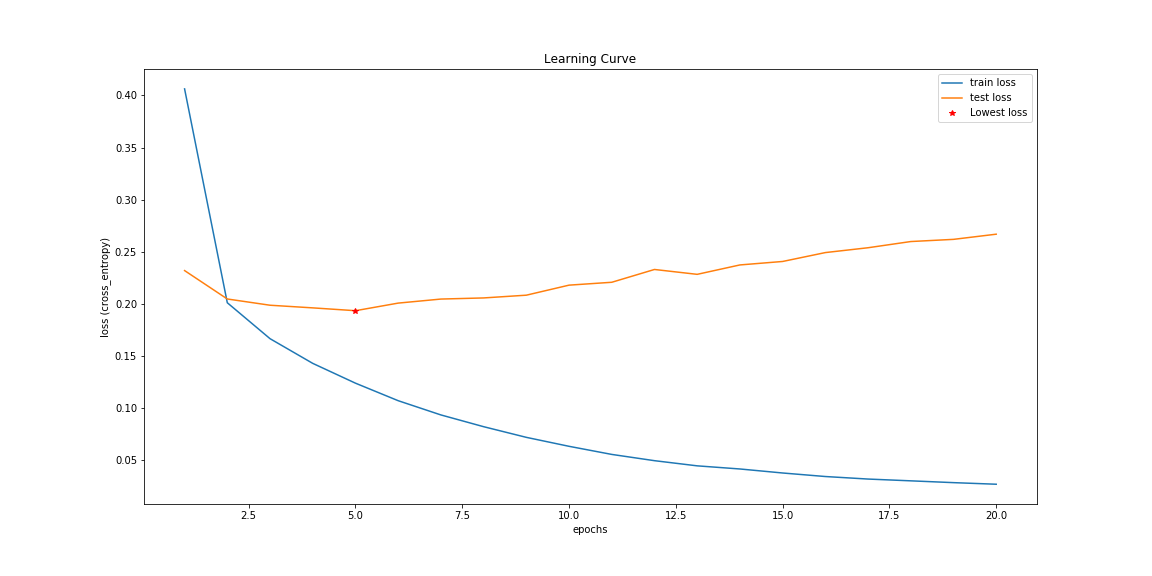 Learning Curve
train loss
test loss
Lowest loss
loss (cross_entropy)
0.40
0.35
0.30
0.25
0.20
0.15
0.10
0.05
2.5 5.0 7.5 10.0 12.5 15.0 17.5 20.0
epochs